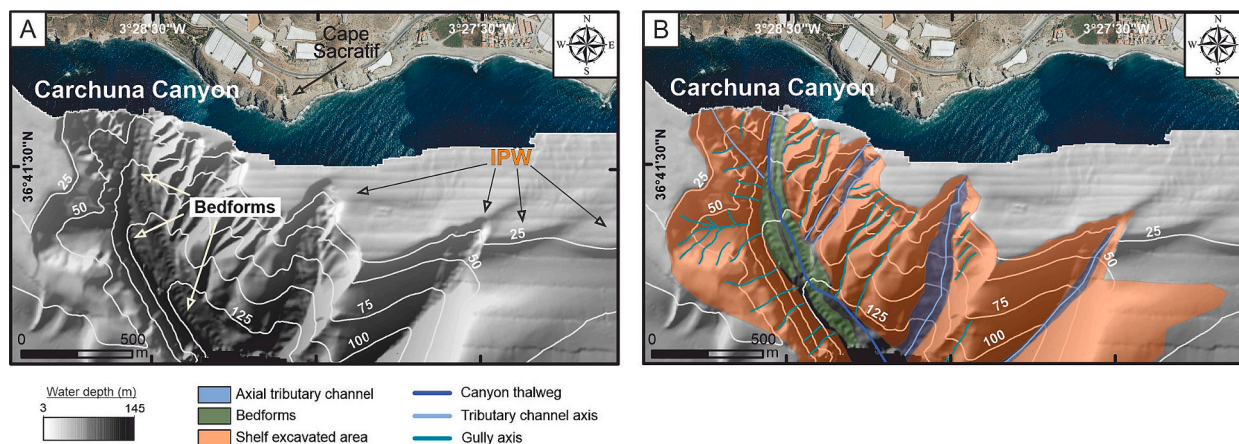 A
3°28'30"W
3°27'30"W
N
W E
S
Cape
Sacratif
Carchuna Canyon
36°41'30"N
25
50
IPW
Bedforms
25
50
75
125
100
0 500
m
B
3°28'30"W
3°27'30"W
N
W E
S
Carchuna Canyon
36°41'30"N
25
50
25
50
75
125
100
0 500
m
Water depth (m)
3 145
Axial tributary channel
Bedforms
Shelf excavated area
Canyon thalweg
Tributary channel axis
Gully axis